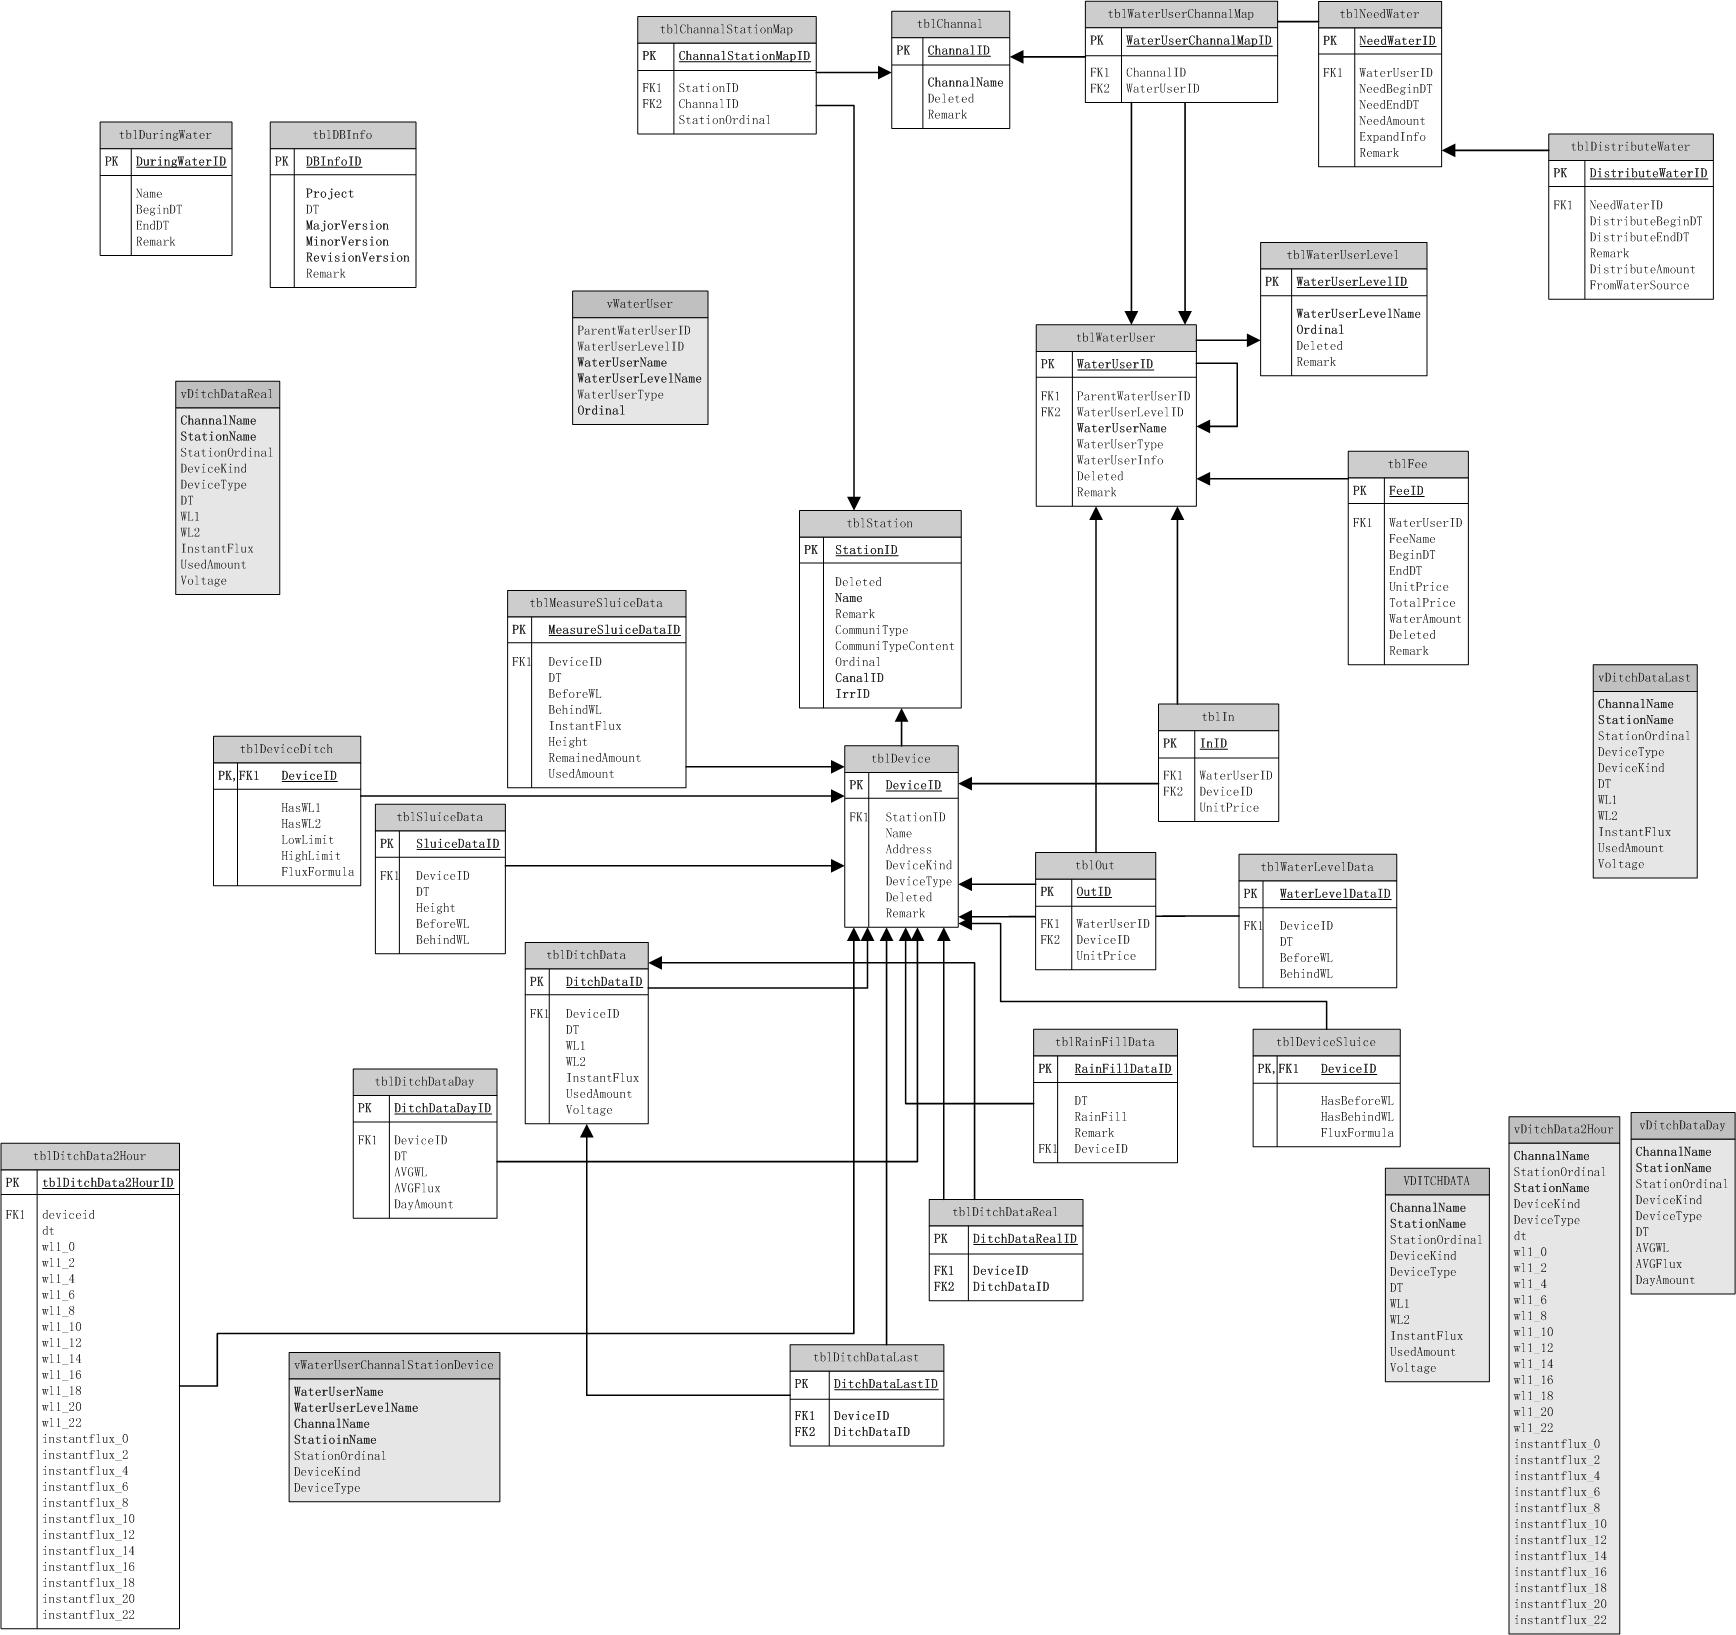 tblChannalStationMap
PK ChannalStationMapID
FK1 StationID
FK2 ChannalID
StationOrdinal
tblChannal
PK ChannalID
ChannalName
Deleted
Remark
tblWaterUserChannalMap
PK WaterUserChannalMapID
FK1 ChannalID
FK2 WaterUserID
tblNeedWater
PK NeedWaterID
FK1 WaterUserID
NeedBeginDT
NeedEndDT
NeedAmount
ExpandInfo
Remark
tblDuringWater
PK DuringWaterID
Name
BeginDT
EndDT
Remark
tblDBInfo
PK DBInfoID
Project
DT
MajorVersion
MinorVersion
RevisionVersion
Remark
tblDistributeWater
PK DistributeWaterID
FK1 NeedWaterID
DistributeBeginDT
DistributeEndDT
Remark
DistributeAmount
FromWaterSource
tblWaterUserLevel
PK WaterUserLevelID
WaterUserLevelName
Ordinal
Deleted
Remark
vWaterUser
ParentWaterUserID
WaterUserLevelID
WaterUserName
WaterUserLevelName
WaterUserType
Ordinal
tblWaterUser
PK WaterUserID
FK1 ParentWaterUserID
FK2 WaterUserLevelID
WaterUserName
WaterUserType
WaterUserInfo
Deleted
Remark
vDitchDataReal
ChannalName
StationName
StationOrdinal
DeviceKind
DeviceType
DT
WL1
WL2
InstantFlux
UsedAmount
Voltage
tblFee
PK FeeID
FK1 WaterUserID
FeeName
BeginDT
EndDT
UnitPrice
TotalPrice
WaterAmount
Deleted
Remark
tblStation
PK StationID
Deleted
Name
Remark
CommuniType
CommuniTypeContent
Ordinal
CanalID
IrrID
tblMeasureSluiceData
PK MeasureSluiceDataID
FK1 DeviceID
DT
BeforeWL
BehindWL
InstantFlux
Height
RemainedAmount
UsedAmount
vDitchDataLast
ChannalName
StationName
StationOrdinal
DeviceType
DeviceKind
DT
WL1
WL2
InstantFlux
UsedAmount
Voltage
tblIn
PK InID
FK1 WaterUserID
FK2 DeviceID
UnitPrice
tblDeviceDitch
PK,FK1 DeviceID
HasWL1
HasWL2
LowLimit
HighLimit
FluxFormula
tblDevice
PK DeviceID
FK1 StationID
Name
Address
DeviceKind
DeviceType
Deleted
Remark
tblSluiceData
PK SluiceDataID
FK1 DeviceID
DT
Height
BeforeWL
BehindWL
tblOut
PK OutID
FK1 WaterUserID
FK2 DeviceID
UnitPrice
tblWaterLevelData
PK WaterLevelDataID
FK1 DeviceID
DT
BeforeWL
BehindWL
tblDitchData
PK DitchDataID
FK1 DeviceID
DT
WL1
WL2
InstantFlux
UsedAmount
Voltage
tblRainFillData
PK RainFillDataID
DT
RainFill
Remark
FK1 DeviceID
tblDeviceSluice
PK,FK1 DeviceID
HasBeforeWL
HasBehindWL
FluxFormula
tblDitchDataDay
PK DitchDataDayID
FK1 DeviceID
DT
AVGWL
AVGFlux
DayAmount
tblDitchData2Hour
PK tblDitchData2HourID
FK1 deviceid
dt
wl1_0
wl1_2
wl1_4
wl1_6
wl1_8
wl1_10
wl1_12
wl1_14
wl1_16
wl1_18
wl1_20
wl1_22
instantflux_0
instantflux_2
instantflux_4
instantflux_6
instantflux_8
instantflux_10
instantflux_12
instantflux_14
instantflux_16
instantflux_18
instantflux_20
instantflux_22
tblDitchDataReal
PK DitchDataRealID
FK1 DeviceID
FK2 DitchDataID
VDITCHDATA
ChannalName
StationName
StationOrdinal
DeviceKind
DeviceType
DT
WL1
WL2
InstantFlux
UsedAmount
Voltage
vDitchData2Hour
ChannalName
StationOrdinal
StationName
DeviceKind
DeviceType
dt
wl1_0
wl1_2
wl1_4
wl1_6
wl1_8
wl1_10
wl1_12
wl1_14
wl1_16
wl1_18
wl1_20
wl1_22
instantflux_0
instantflux_2
instantflux_4
instantflux_6
instantflux_8
instantflux_10
instantflux_12
instantflux_14
instantflux_16
instantflux_18
instantflux_20
instantflux_22
vDitchDataDay
ChannalName
StationName
StationOrdinal
DeviceKind
DeviceType
DT
AVGWL
AVGFlux
DayAmount
tblDitchDataLast
PK DitchDataLastID
FK1 DeviceID
FK2 DitchDataID
vWaterUserChannalStationDevice
WaterUserName
WaterUserLevelName
ChannalName
StatioinName
StationOrdinal
DeviceKind
DeviceType